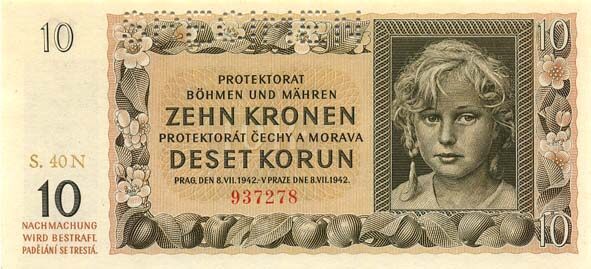 10
10
PROTEKTORAT
BÖHMEN UND MÄHREN
ZEHN KRONEN
PROTEKTORÁT ČECHY A MORAVA
DESET KORUN
PRAG, DEN 8.VII.1942·V PRAZE DNE 8.VII.1942.
937278
S. 40 N
10
NACHMACHUNG
WIRD BESTRAFT.
PADĚLÁNÍ SE TRESTÁ.
10